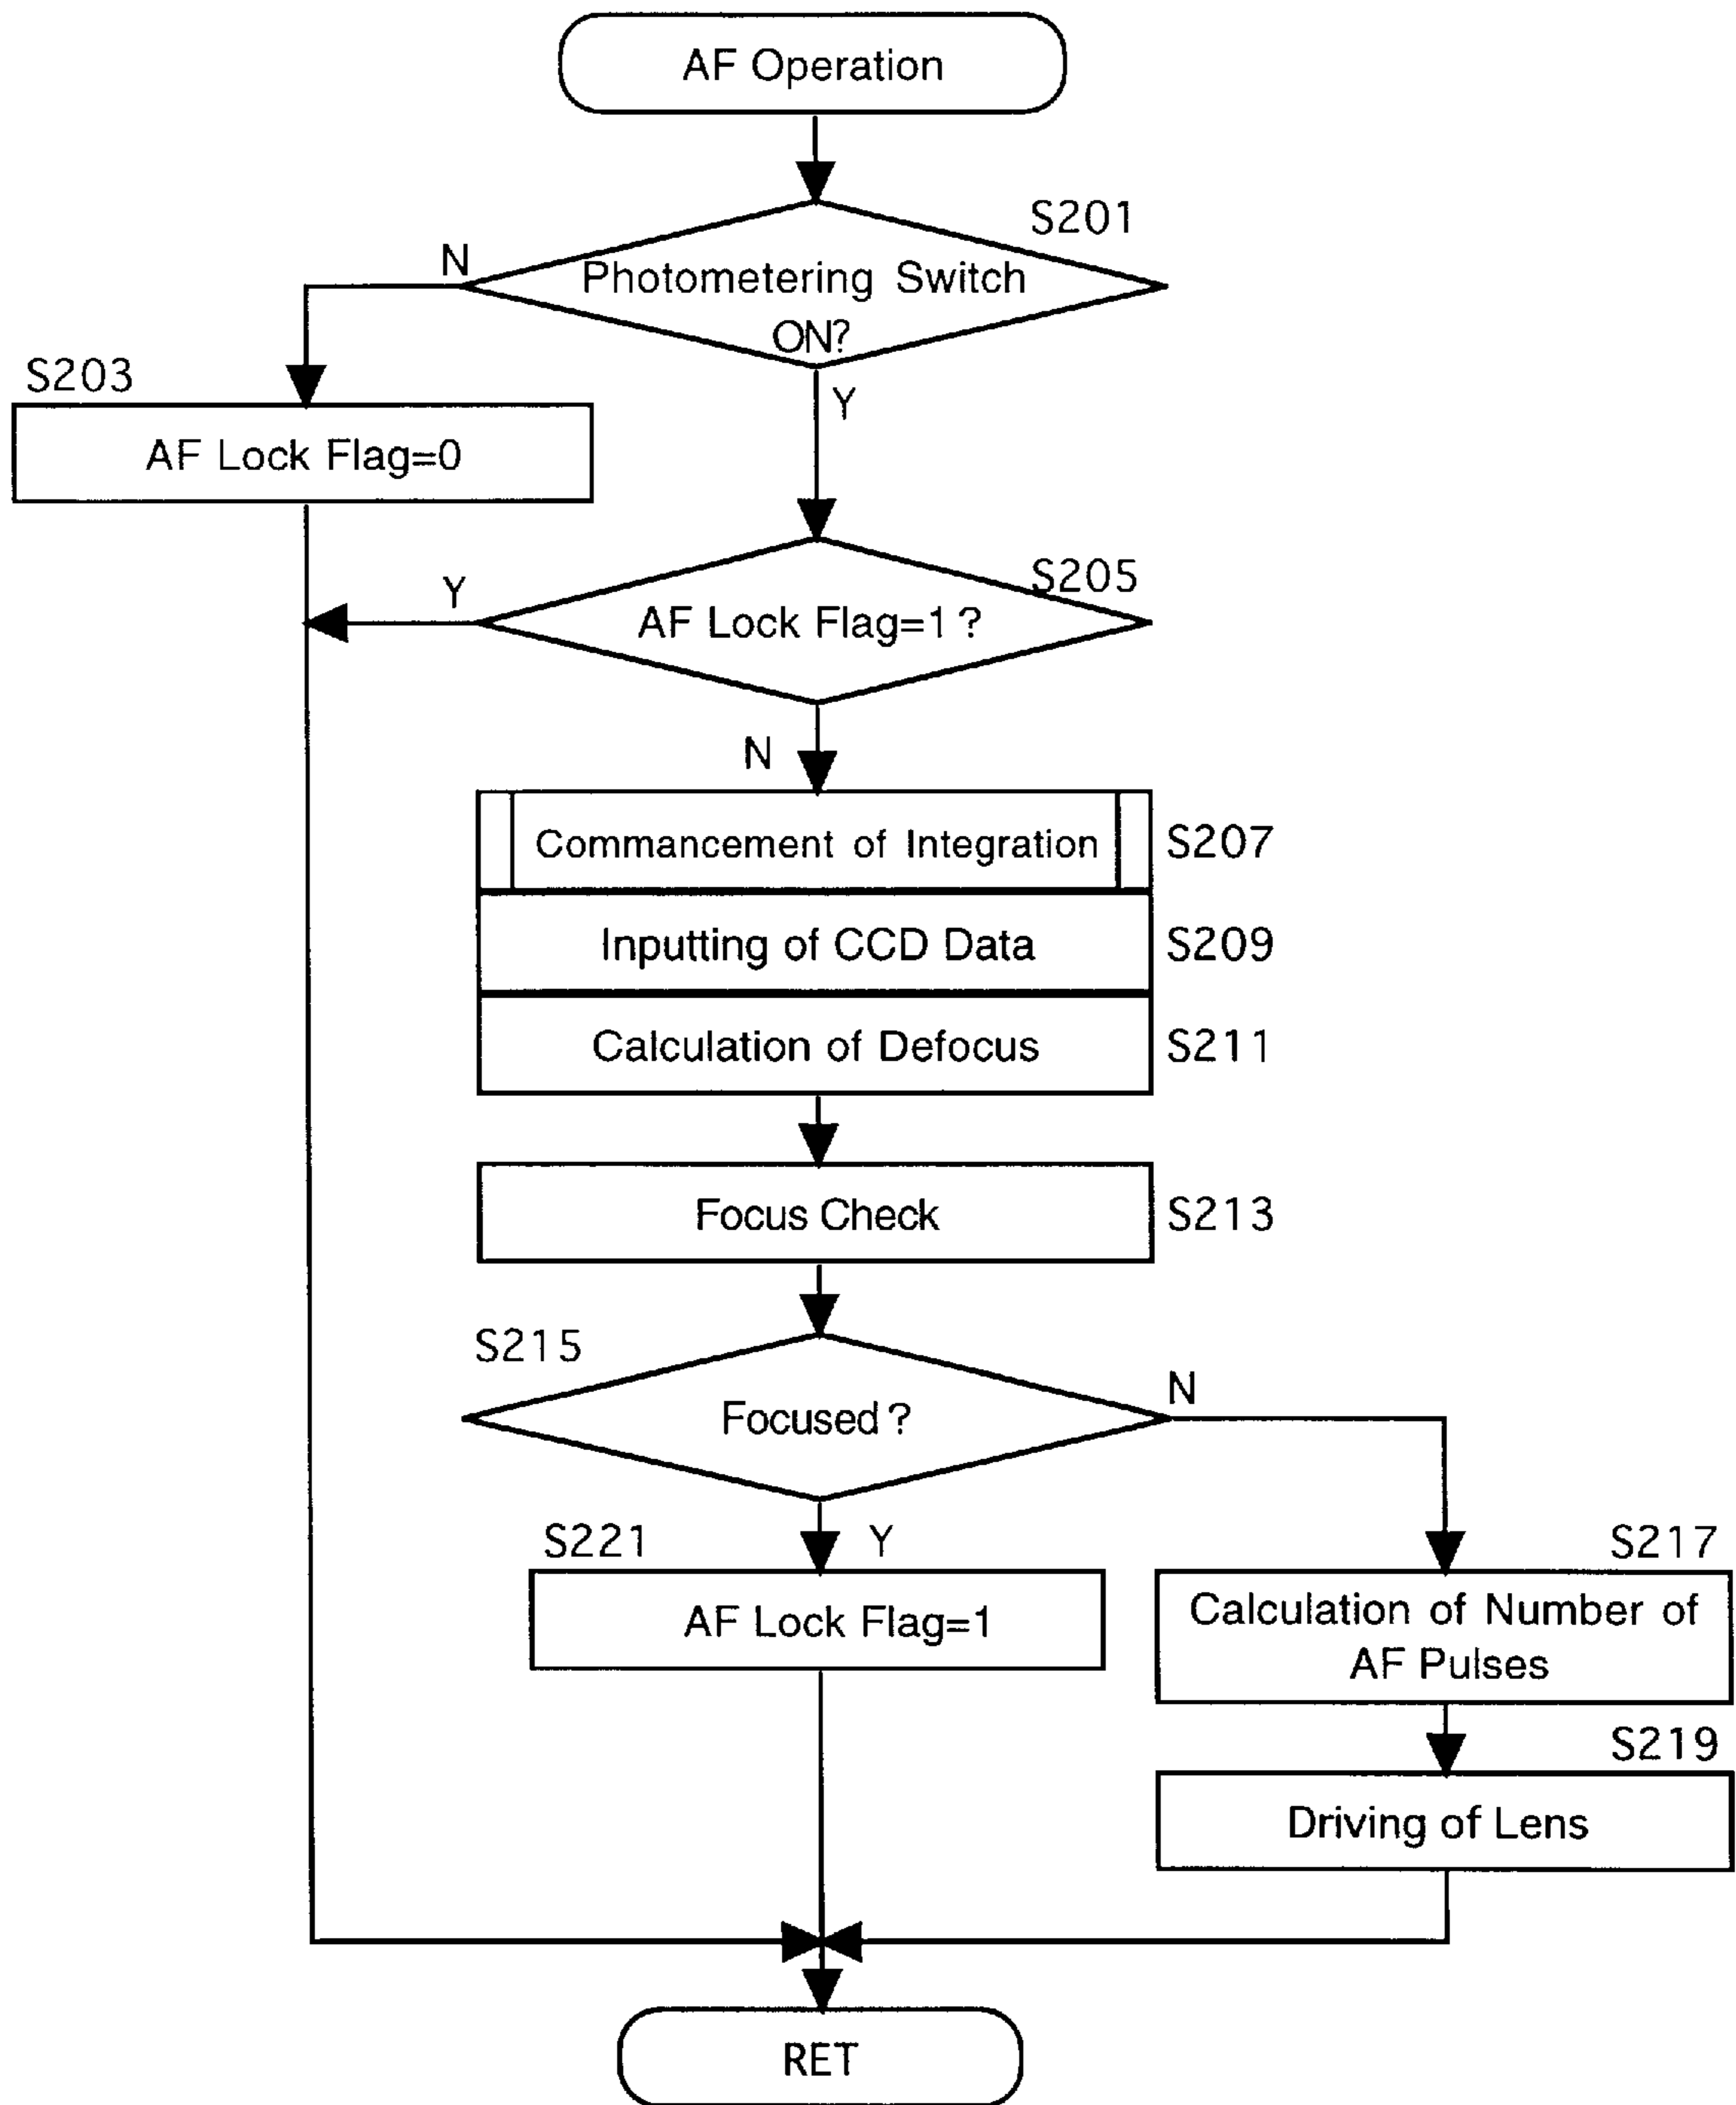 AF Operation
S201
N
Photometering Switch
ON?
S203
Y
AF Lock Flag=0
S205
Y
AF Lock Flag=1?
N
Commancement of Integration
S207
Inputting of CCD Data
S209
Calculation of Defocus
S211
Focus Check
S213
S215
N
Focused?
S221
Y
S217
AF Lock Flag=1
Calculation of Number of
AF Pulses
S219
Driving of Lens
RET